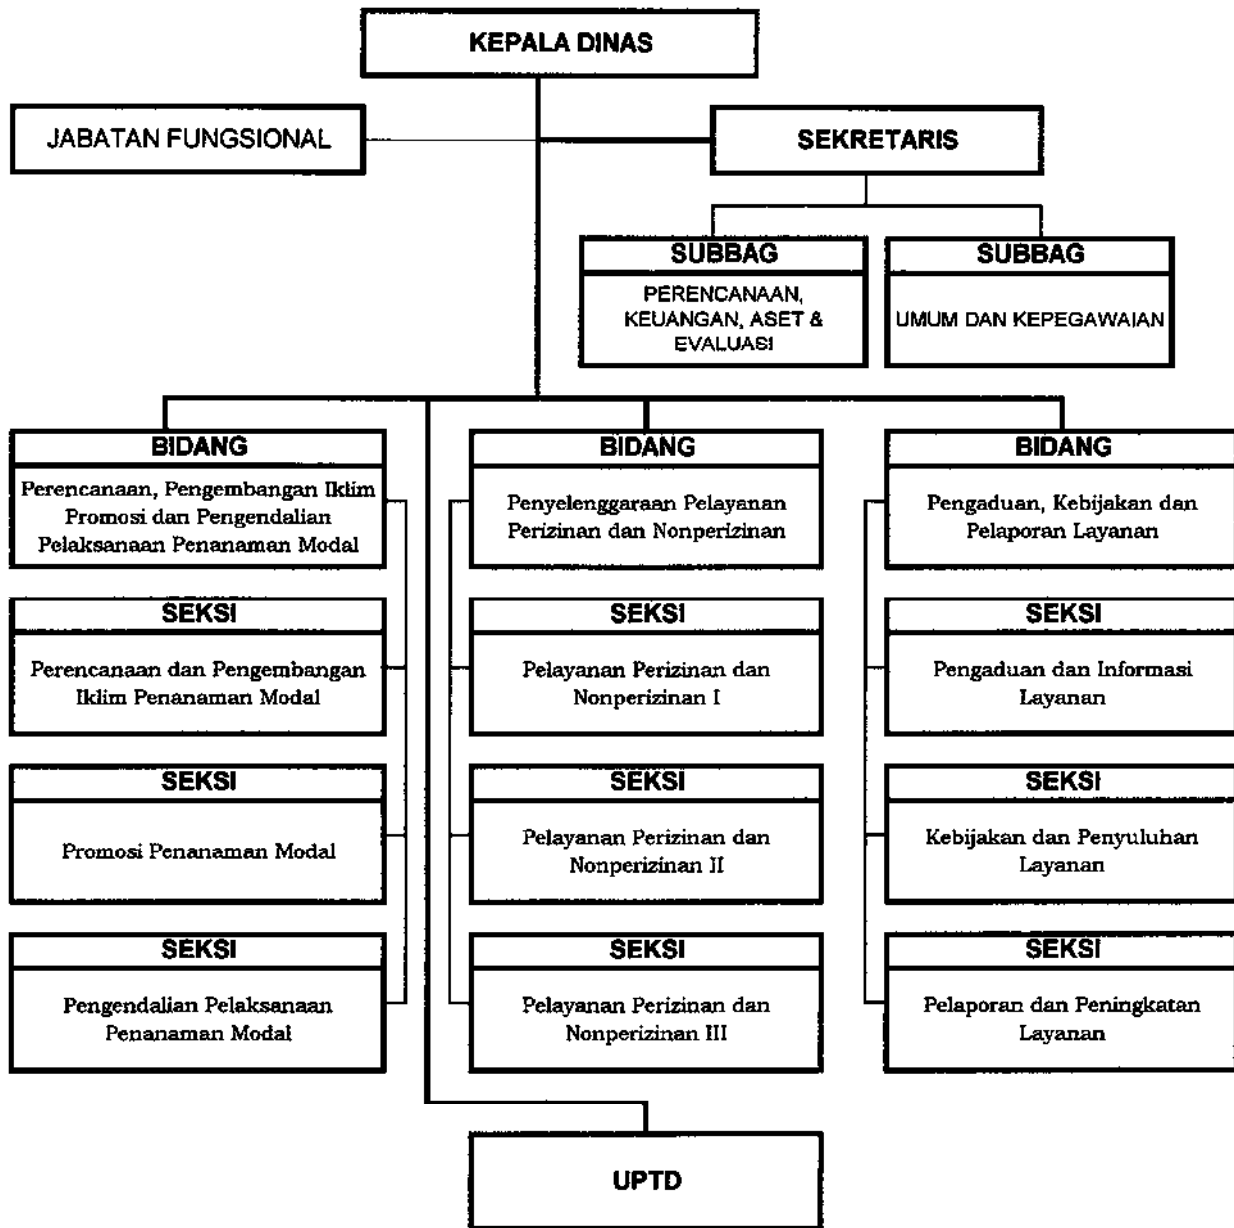 KEPALA DINAS
JABATAN FUNGSIONAL
SEKRETARIS
SUBBAG
PERENCANAAN,
KEUANGAN, ASET &
EVALUASI
SUBBAG
UMUM DAN KEPEGAWAIAN
BIDANG
Perencanaan, Pengembangan Iklim
Promosi dan Pengendalian
Pelaksanaan Penanaman Modal
SEKSI
Perencanaan dan Pengembangan
Iklim Penanaman Modal
SEKSI
Promosi Penanaman Modal
SEKSI
Pengendalian Pelaksanaan
Penanaman Modal
BIDANG
Penyelenggaraan Pelayanan
Perizinan dan Nonperizinan
SEKSI
Pelayanan Perizinan dan
Nonperizinan I
SEKSI
Pelayanan Perizinan dan
Nonperizinan II
SEKSI
Pelayanan Perizinan dan
Nonperizinan III
BIDANG
Pengaduan, Kebijakan dan
Pelaporan Layanan
SEKSI
Pengaduan dan Informasi
Layanan
SEKSI
Kebijakan dan Penyuluhan
Layanan
SEKSI
Pelaporan dan Peningkatan
Layanan
UPTD